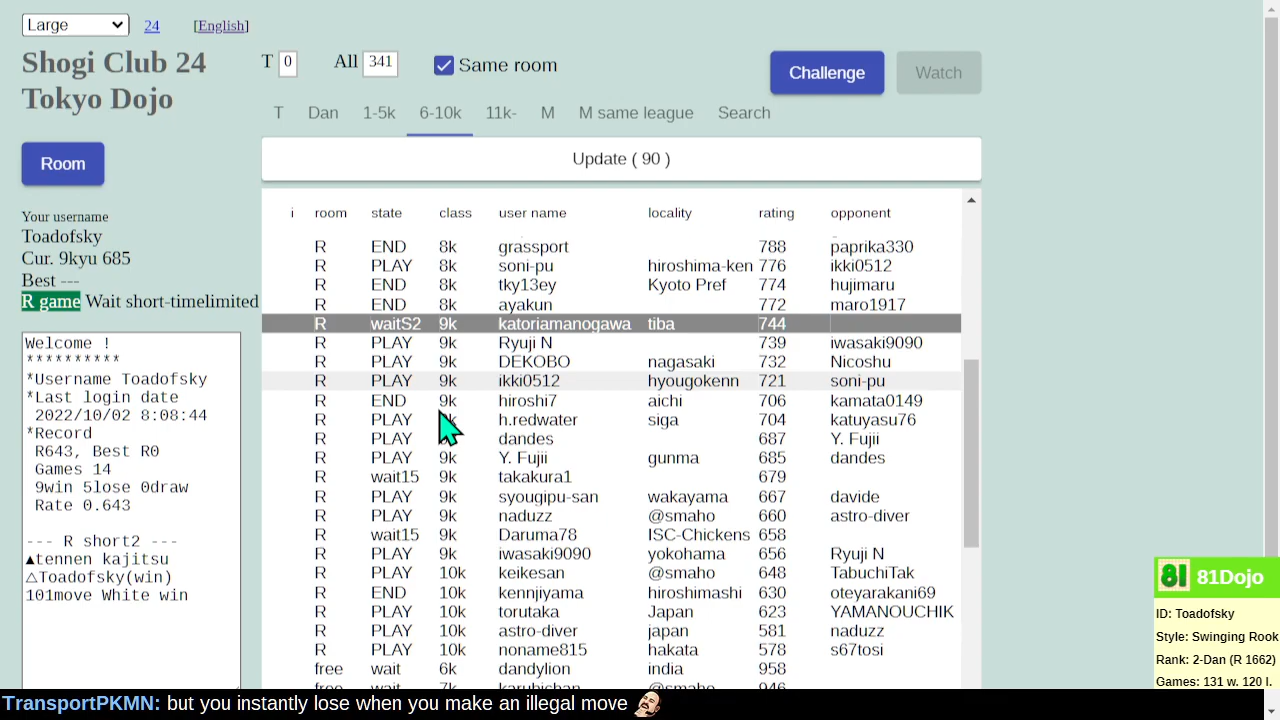 Large 24 [English]
Shogi Club 24
Tokyo Dojo
T 0 All 341 Same room
Challenge Watch
T Dan 1-5k 6-10k 11k- M M same league Search
Room
Update ( 90 )
Your username
Toadofsky
Cur. 9kyu 685
Best ---
R game Wait short-timelimited
Welcome !
**********
*Username Toadofsky
*Last login date
2022/10/02 8:08:44
*Record
R643, Best R0
Games 14
9win 5lose 0draw
Rate 0.643
--- R short2 ---
▲tennen kajitsu
△Toadofsky(win)
101move White win
i room state class user name locality rating opponent
R END 8k grassport 788 paprika330
R PLAY 8k soni-pu hiroshima-ken 776 ikki0512
R END 8k tky13ey Kyoto Pref 774 hujimaru
R END 8k ayakun 772 maro1917
R waitS2 9k katoriamanogawa tiba 744
R PLAY 9k Ryuji N 739 iwasaki9090
R PLAY 9k DEKOBO nagasaki 732 Nicoshu
R PLAY 9k ikki0512 hyougokenn 721 soni-pu
R END 9k hiroshi7 aichi 706 kamata0149
R PLAY h.redwater siga 704 katuyasu76
R PLAY 9k dandes 687 Y. Fujii
R PLAY 9k Y. Fujii gunma 685 dandes
R wait15 9k takakura1 679
R PLAY 9k syougipu-san wakayama 667 davide
R PLAY 9k naduzz @smaho 660 astro-diver
R wait15 9k Daruma78 ISC-Chickens 658
R PLAY 9k iwasaki9090 yokohama 656 Ryuji N
R PLAY 10k keikesan @smaho 648 TabuchiTak
R END 10k kennjiyama hiroshimashi 630 oteyarakani69
R PLAY 10k torutaka Japan 623 YAMANOUCHIK
R PLAY 10k astro-diver japan 581 naduzz
R PLAY 10k noname815 hakata 578 s67tosi
free wait 6k dandylion india 958
81 81Dojo
ID: Toadofsky
Style: Swinging Rook
Rank: 2-Dan (R 1662)
Games: 131 w. 120 l.
TransportPKMN: but you instantly lose when you make an illegal move